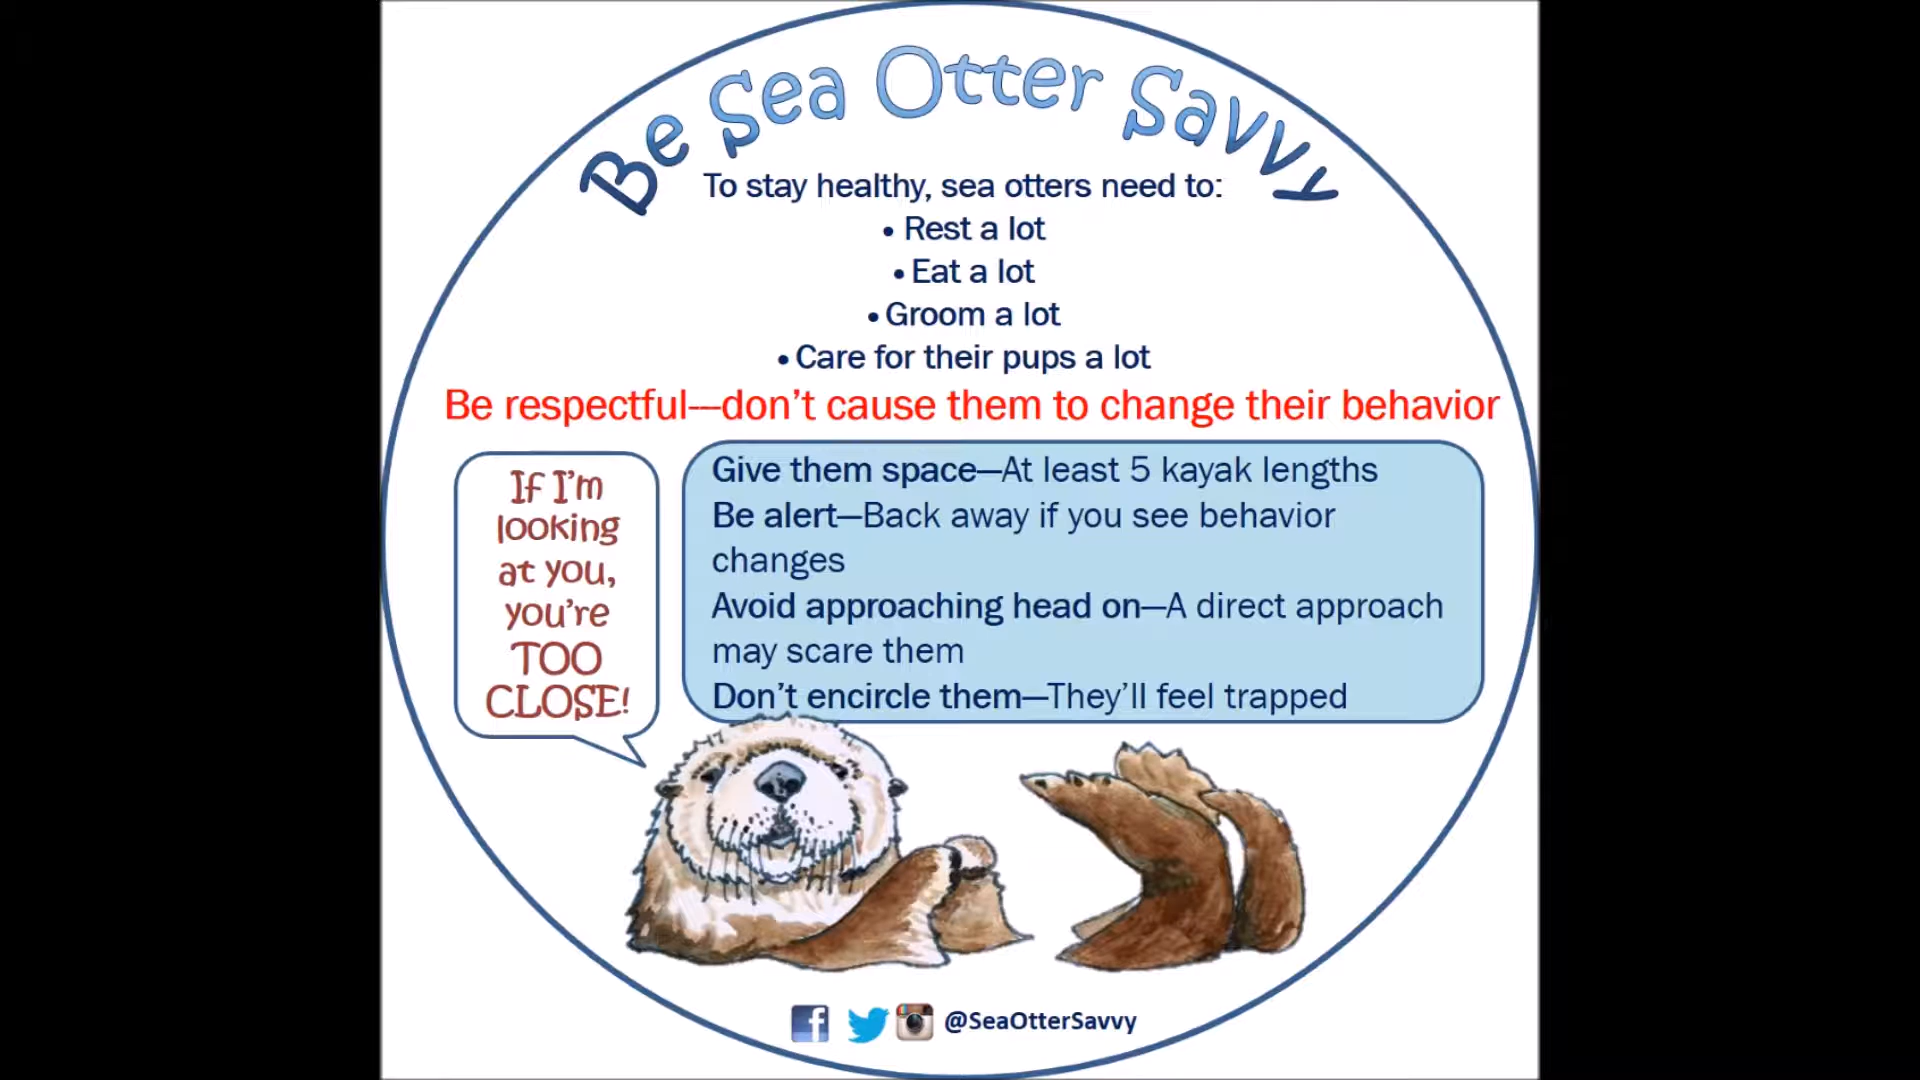 Be Sea Otter Savvy
To stay healthy, sea otters need to:
• Rest a lot
• Eat a lot
• Groom a lot
• Care for their pups a lot
Be respectful---don't cause them to change their behavior
If I'm
looking
at you,
you're
TOO
CLOSE!
Give them space—At least 5 kayak lengths
Be alert—Back away if you see behavior
changes
Avoid approaching head on—A direct approach
may scare them
Don't encircle them—They'll feel trapped
@SeaOtterSavvy